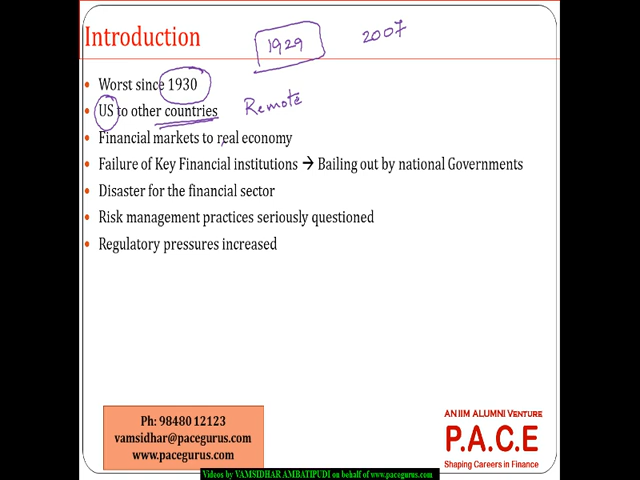 Introduction
1929
2007
Worst since 1930
US to other countries
Remote
Financial markets to real economy
Failure of Key Financial institutions → Bailing out by national Governments
Disaster for the financial sector
Risk management practices seriously questioned
Regulatory pressures increased
Ph: 98480 12123
vamsidhar@pacegurus.com
www.pacegurus.com
AN IIM ALUMNI VENTURE
P.A.C.E
Shaping Careers in Finance
Videos by VAMSIDHAR AMBATIPUDI on behalf of www.pacegurus.com